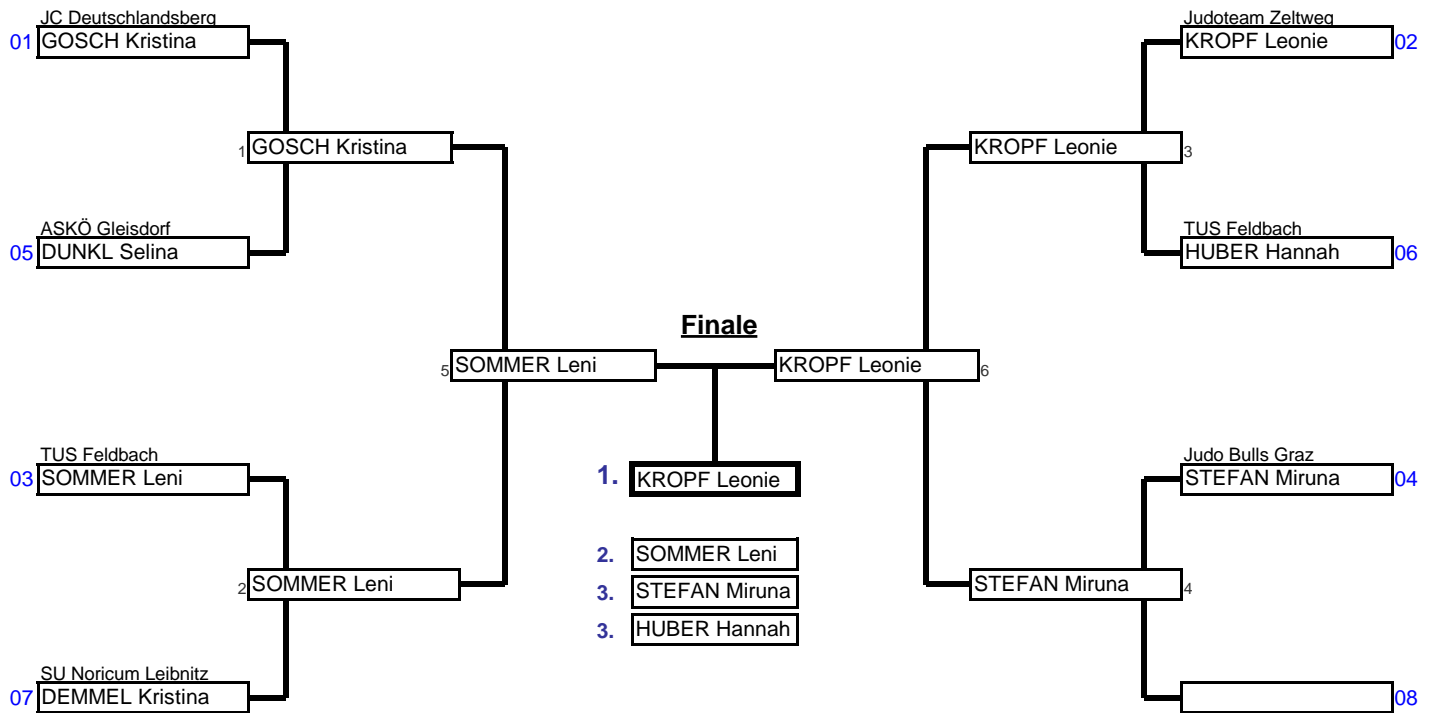 JC Deutschlandsberg
01 GOSCH Kristina
Judoteam Zeltweg
KROPF Leonie 02
1 GOSCH Kristina
KROPF Leonie 3
ASKÖ Gleisdorf
05 DUNKL Selina
TUS Feldbach
HUBER Hannah 06
Finale
5 SOMMER Leni
KROPF Leonie 6
TUS Feldbach
03 SOMMER Leni
1. KROPF Leonie
Judo Bulls Graz
STEFAN Miruna 04
2. SOMMER Leni
3. STEFAN Miruna
3. HUBER Hannah
2 SOMMER Leni
STEFAN Miruna 4
SU Noricum Leibnitz
07 DEMMEL Kristina
08